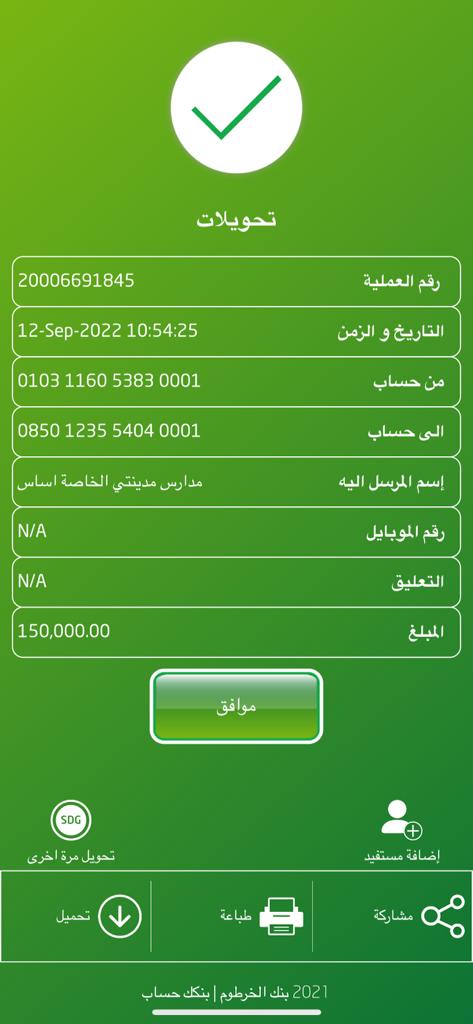 تحويلات
رقم العملية 20006691845
التاريخ و الزمن 12-Sep-2022 10:54:25
من حساب 0103 1160 5383 0001
الى حساب 0850 1235 5404 0001
إسم المرسل اليه مدارس مدينتي الخاصة اساس
رقم الموبايل N/A
التعليق N/A
المبلغ 150,000.00
موافق
SDG
إضافة مستفيد تحويل مرة اخرى
مشاركة طباعة تحميل
2021 بنك الخرطوم | بنكك حساب